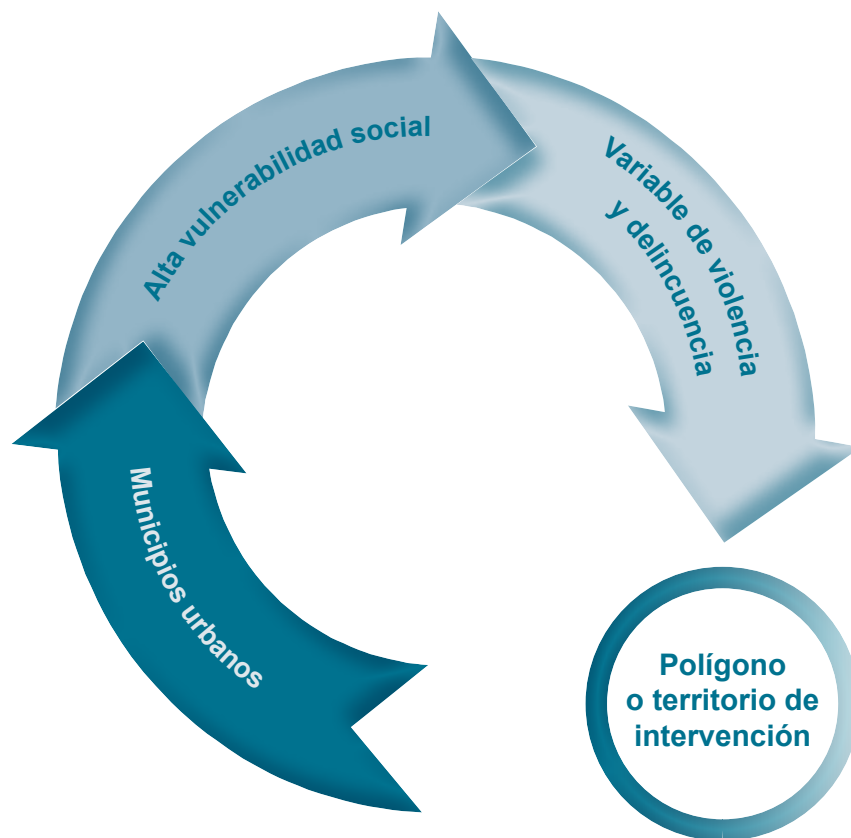 Municipios urbanos
Alta vulnerabilidad social
Variable de violencia
y delincuencia
Polígono
o territorio de
intervención